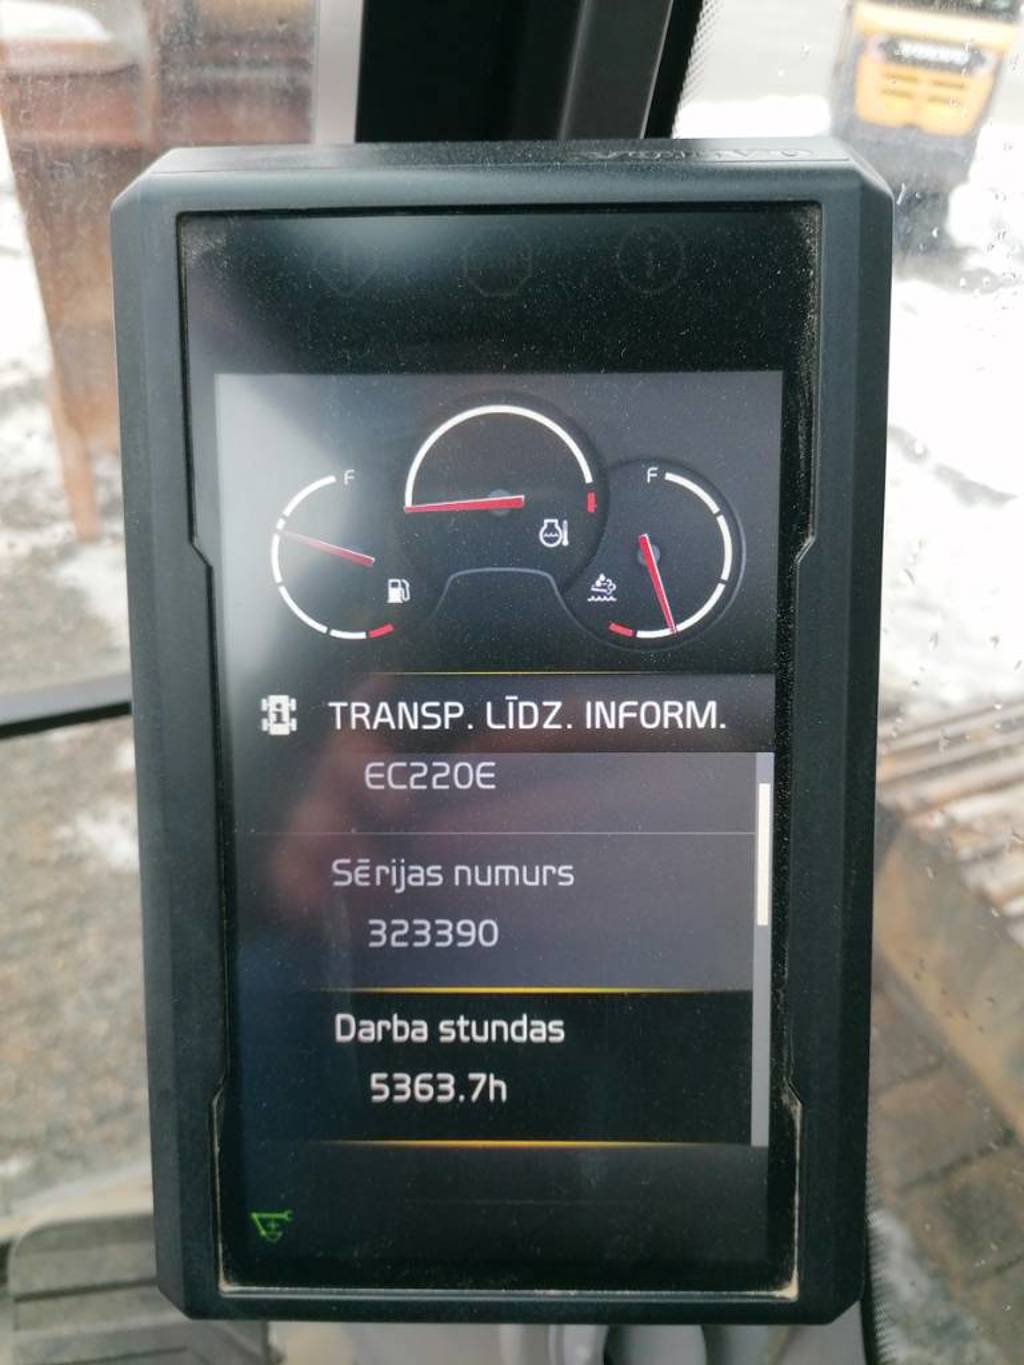 F
F
TRANSP. LĪDZ. INFORM.
EC220E
Sērijas numurs
323390
Darba stundas
5363.7h